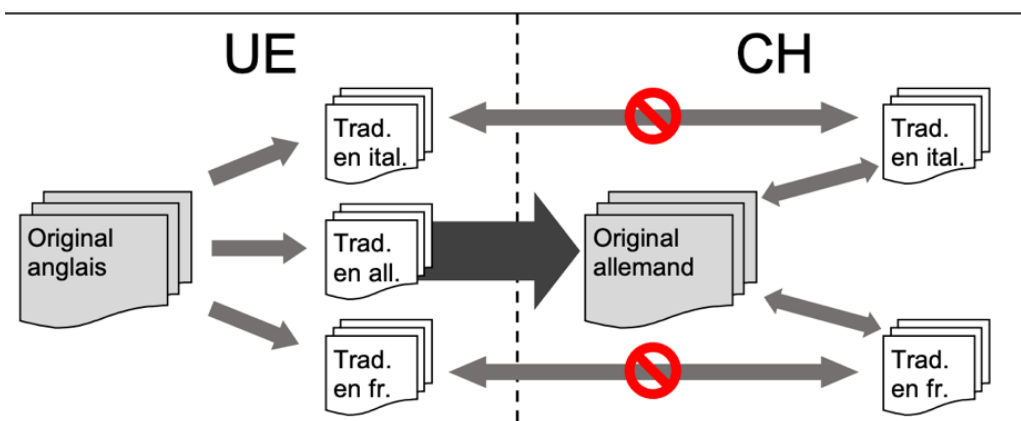 UE
CH
Trad.
en ital.
Trad.
en ital.
Original
anglais
Trad.
en all.
Original
allemand
Trad.
en fr.
Trad.
en fr.